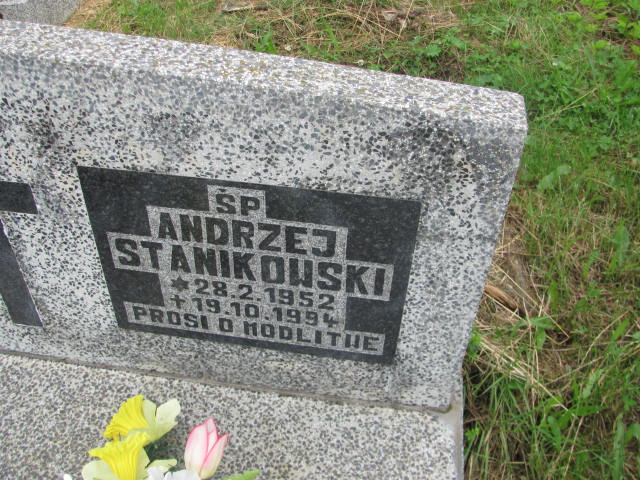 SP
ANDRZEJ
STANIKOWSKI
* 28.2.1952
+ 19.10.1994
PROSI O MODLITWE